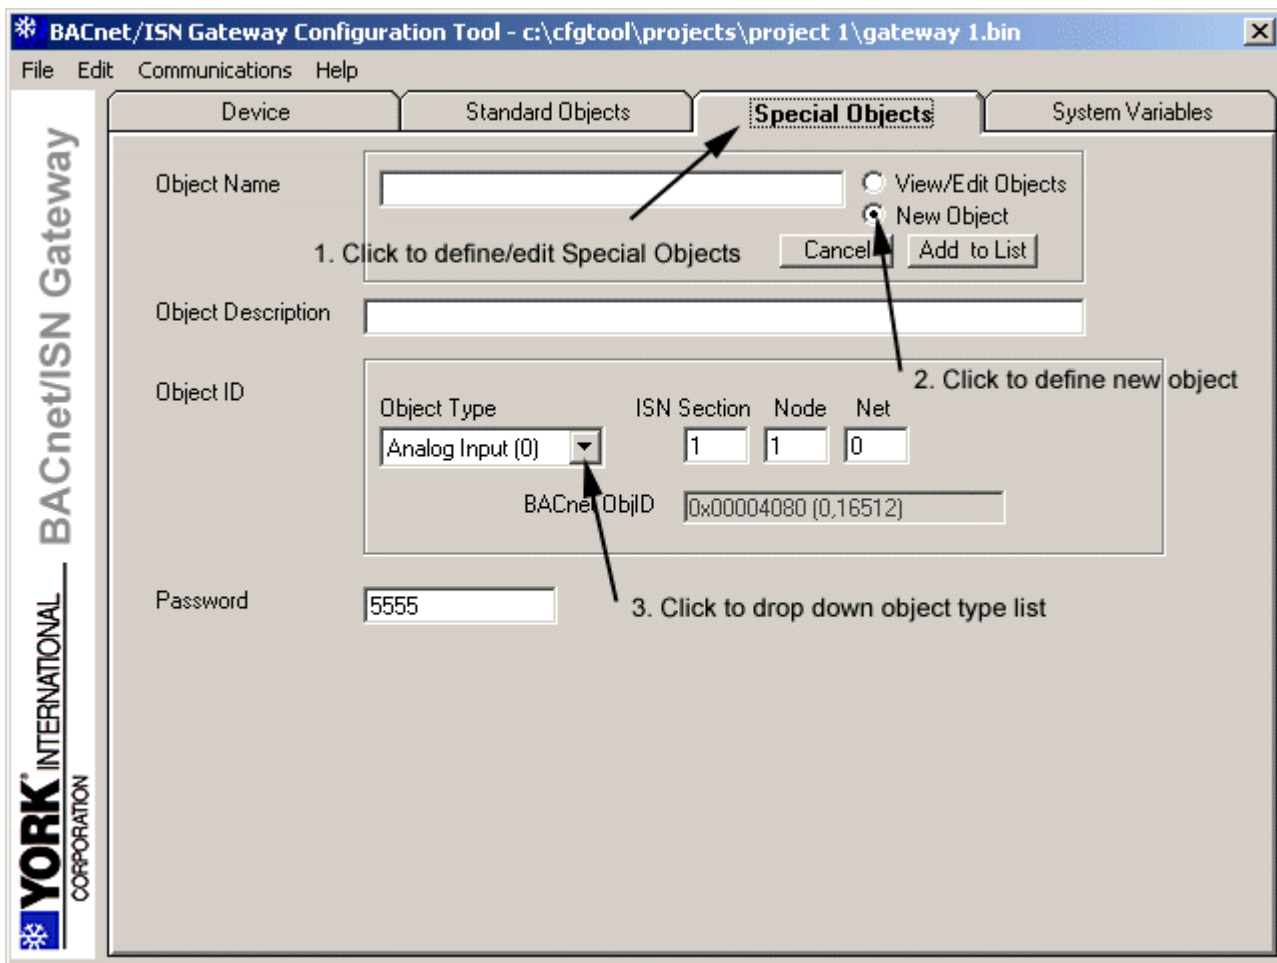 BACnet/ISN Gateway Configuration Tool - c:\cfgtool\projects\project 1\gateway 1.bin
File Edit Communications Help
Device Standard Objects Special Objects System Variables
Object Name
View/Edit Objects
New Object
1. Click to define/edit Special Objects
Cancel Add to List
Object Description
2. Click to define new object
Object ID
Object Type ISN Section Node Net
Analog Input (0) 1 1 0
BACnet ObjID 0x00004080 (0,16512)
Password 5555
3. Click to drop down object type list
BACnet/ISN Gateway
YORK® INTERNATIONAL
CORPORATION